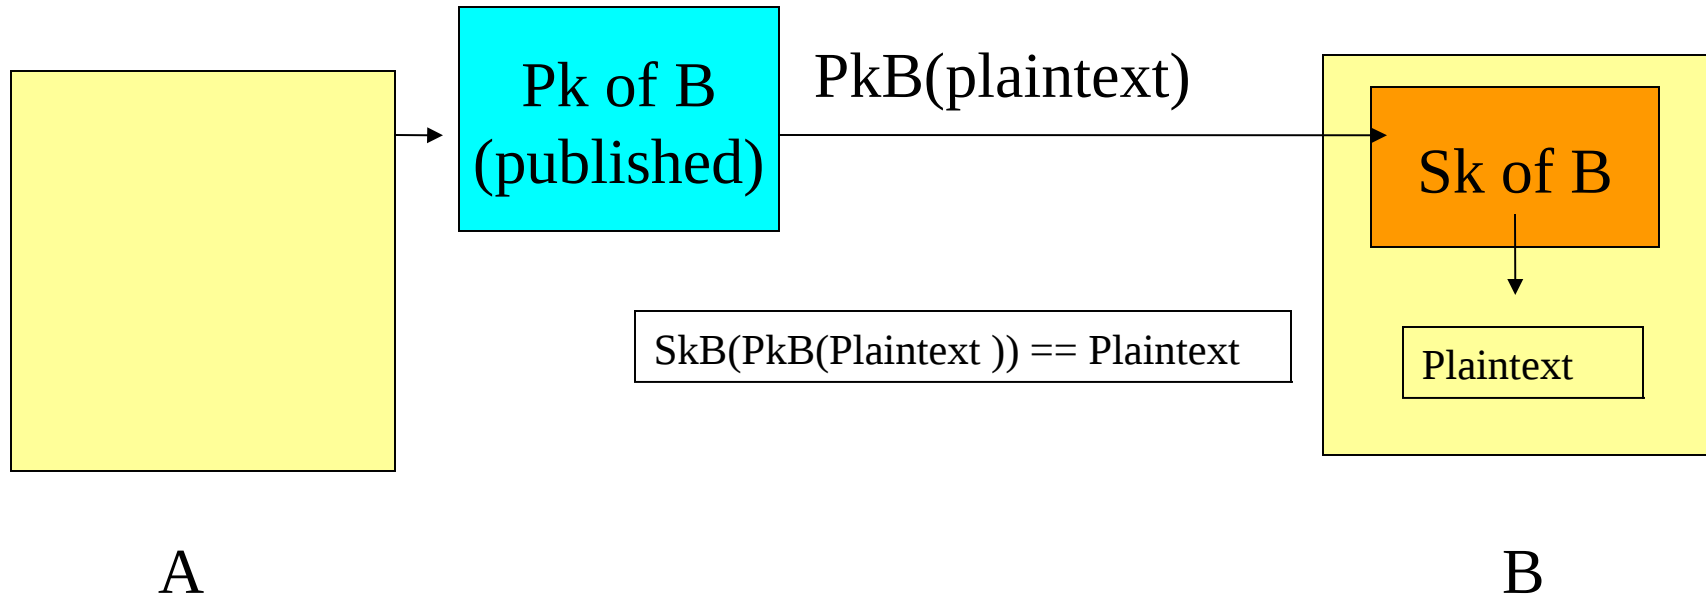 Pk of B
(published)
PkB(plaintext)
Sk of B
SkB(PkB(Plaintext )) == Plaintext
Plaintext
A
B